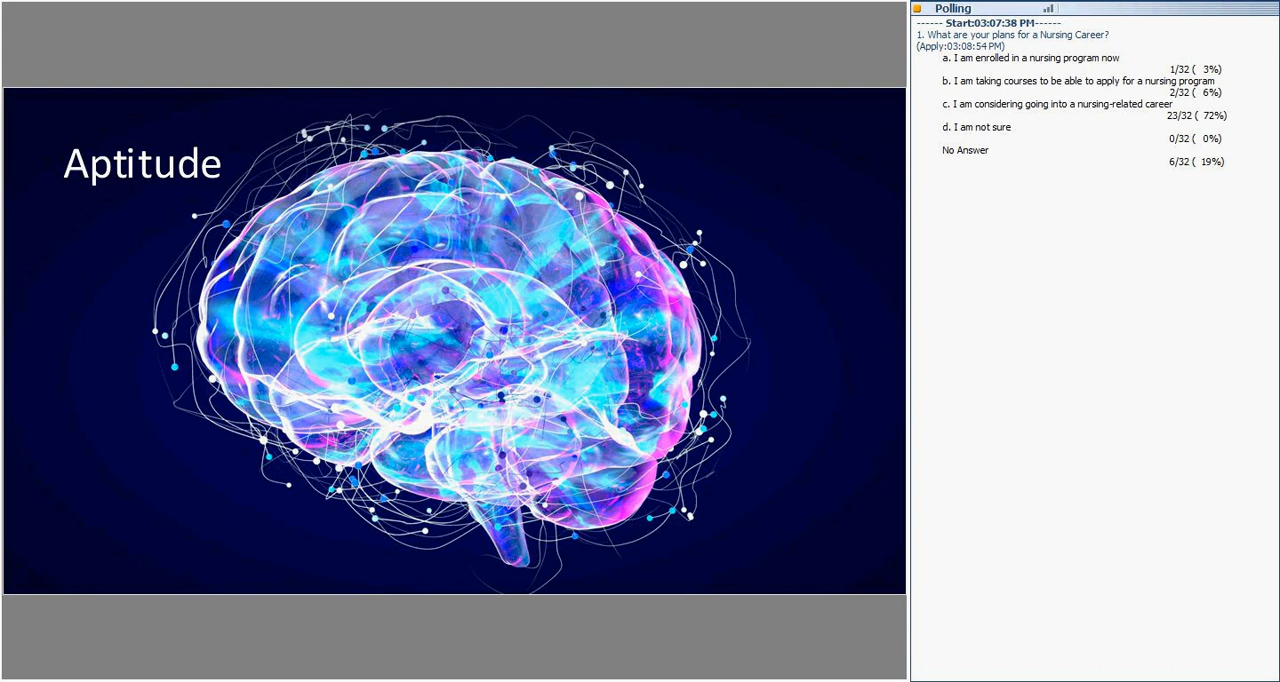 Aptitude
Polling
------ Start:03:07:38 PM------
1. What are your plans for a Nursing Career?
(Apply:03:08:54 PM)
a. I am enrolled in a nursing program now
1/32 ( 3%)
b. I am taking courses to be able to apply for a nursing program
2/32 ( 6%)
c. I am considering going into a nursing-related career
23/32 ( 72%)
d. I am not sure
0/32 ( 0%)
No Answer
6/32 ( 19%)